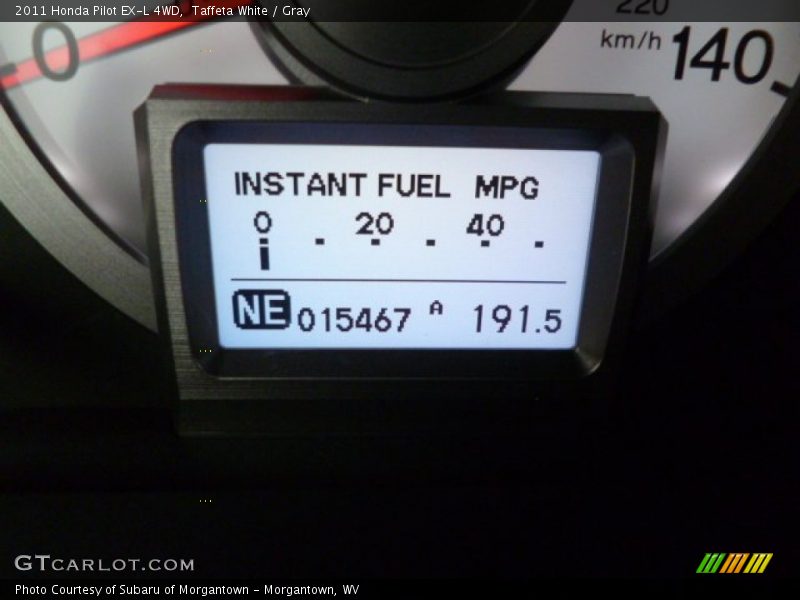 2011 Honda Pilot EX-L 4WD, Taffeta White / Gray
220
km/h
0
140
INSTANT FUEL MPG
0 20 40
NE 015467 A 191.5
GTCARLOT.COM
Photo Courtesy of Subaru of Morgantown - Morgantown, WV